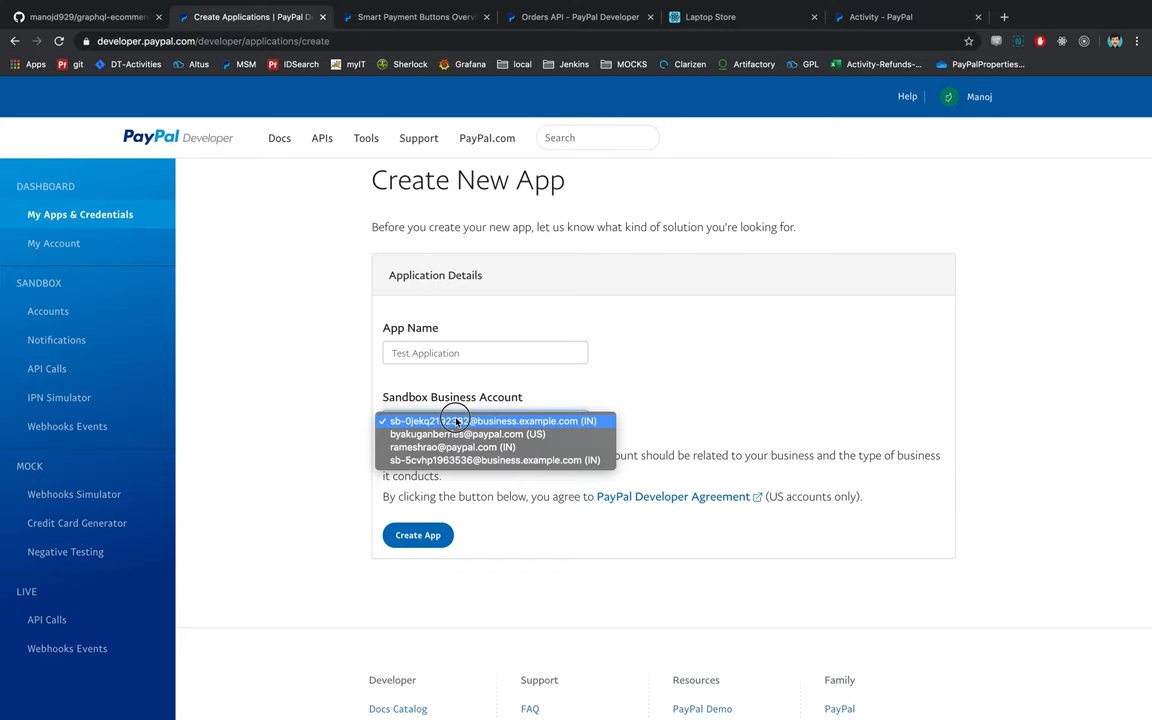 manojd929/graphql-ecommer
Create Applications | PayPal D
Smart Payment Buttons Overv
Orders API - PayPal Developer
Laptop Store
Activity - PayPal
developer.paypal.com/developer/applications/create
Apps
git
DT-Activities
Altus
MSM
IDSearch
myIT
Sherlock
Grafana
local
Jenkins
MOCKS
Clarizen
Artifactory
GPL
Activity-Refunds-...
PayPalProperties...
Help
Manoj
PayPal Developer
Docs
APIs
Tools
Support
PayPal.com
Search
DASHBOARD
My Apps & Credentials
My Account
SANDBOX
Accounts
Notifications
API Calls
IPN Simulator
Webhooks Events
MOCK
Webhooks Simulator
Credit Card Generator
Negative Testing
LIVE
API Calls
Webhooks Events
Create New App
Before you create your new app, let us know what kind of solution you're looking for.
Application Details
App Name
Test Application
Sandbox Business Account
✓ @business.example.com (IN)
byakuganberries@paypal.com (US)
rameshrao@paypal.com (IN)
sb-5cvhp1963536@business.example.com (IN)
ount should be related to your business and the type of business
it conducts.
By clicking the button below, you agree to PayPal Developer Agreement (US accounts only).
Create App
Developer
Support
Resources
Family
Docs Catalog
FAQ
PayPal Demo
PayPal